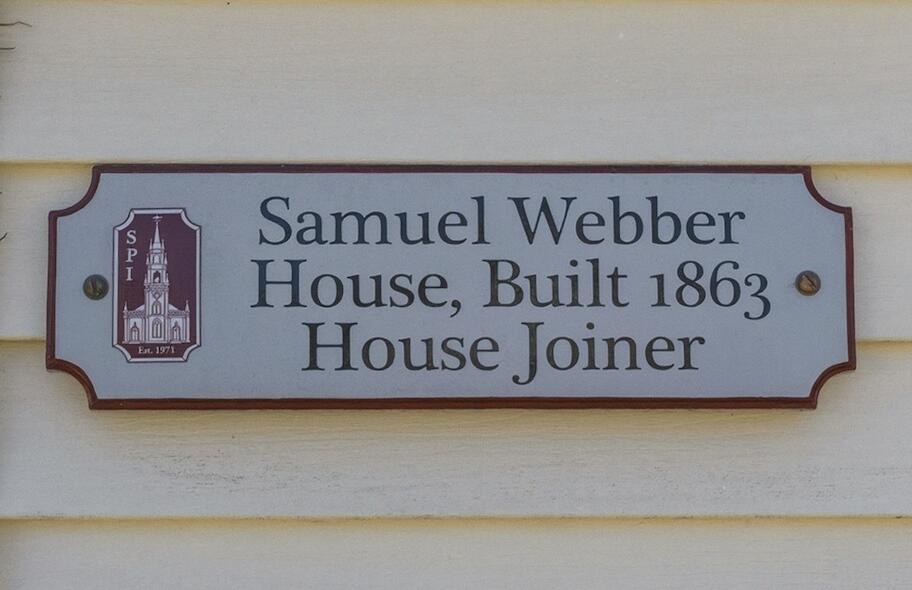 SPI
Est. 1971
Samuel Webber
House, Built 1863
House Joiner